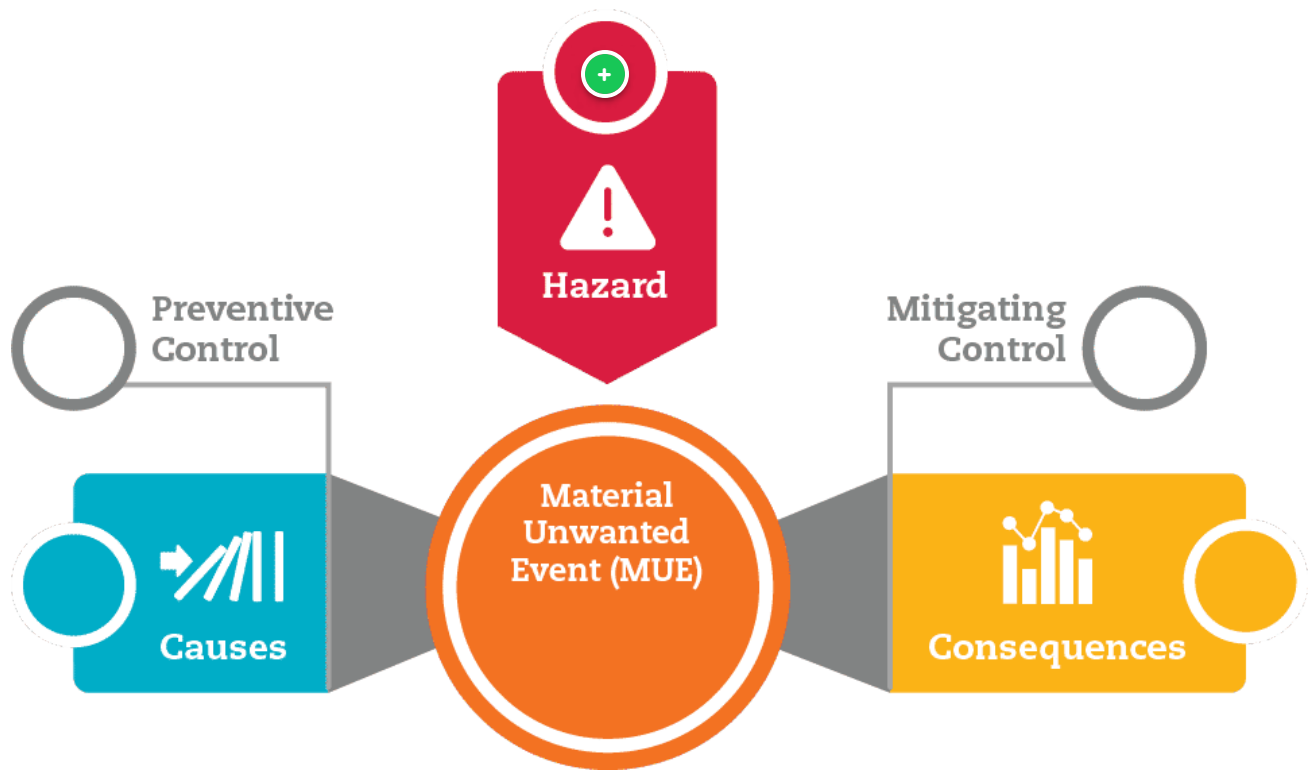 Hazard
Preventive
Control
Mitigating
Control
Material
Unwanted
Event (MUE)
Causes
Consequences